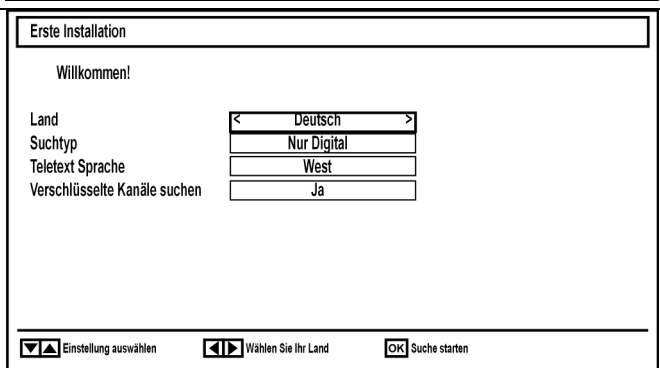 Erste Installation
Willkommen!
Land < Deutsch >
Suchtyp Nur Digital
Teletext Sprache West
Verschlüsselte Kanäle suchen Ja
Einstellung auswählen Wählen Sie Ihr Land OK Suche starten